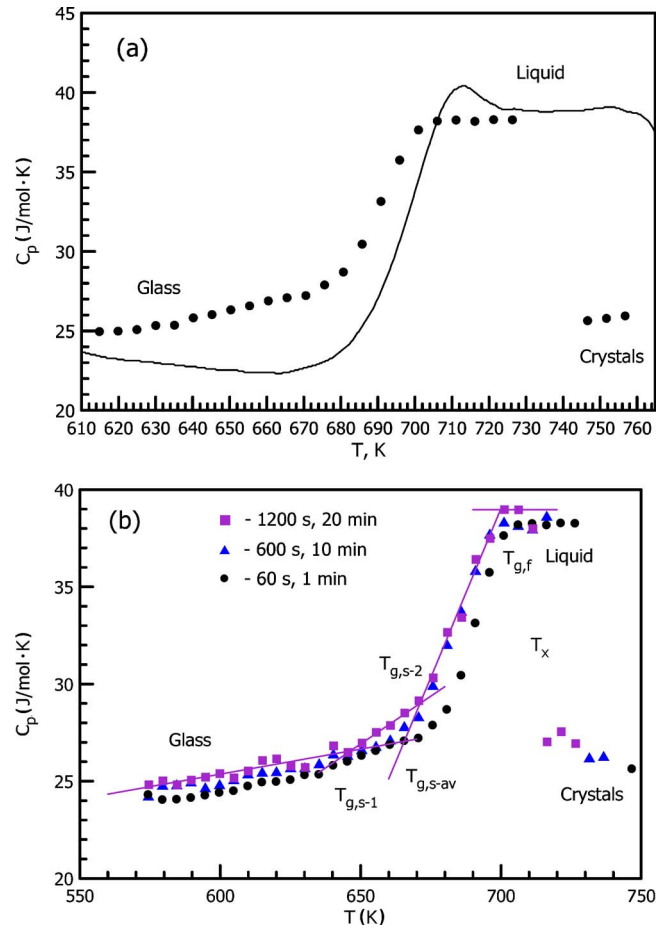 (a)
Liquid
Glass
Crystals
C_p (J/mol·K)
45
40
35
30
25
20
610 620 630 640 650 660 670 680 690 700 710 720 730 740 750 760
T, K
(b)
- 1200 s, 20 min
- 600 s, 10 min
- 60 s, 1 min
T_g,f
Liquid
T_x
T_g,s-2
Glass
T_g,s-1
T_g,s-av
Crystals
C_p (J/mol·K)
40
35
30
25
20
550 600 650 700 750
T (K)